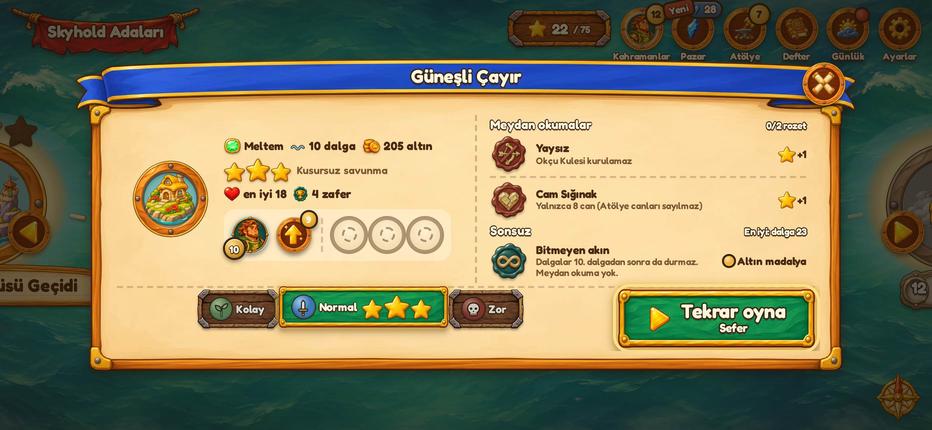 Skyhold Adaları
22 / 75
12
Yeni
28
7
Kahramanlar
Pazar
Atölye
Defter
Günlük
Ayarlar
Güneşli Çayır
Meltem
10 dalga
205 altın
Kusursuz savunma
en iyi 18
4 zafer
10
Meydan okumalar
0/2 rozet
Yaysız
Okçu Kulesi kurulamaz
+1
Cam Sığınak
Yalnızca 8 can (Atölye canları sayılmaz)
+1
Sonsuz
En iyi: dalga 23
Bitmeyen akın
Dalgalar 10. dalgadan sonra da durmaz.
Meydan okuma yok.
Altın madalya
Kolay
Normal
Zor
Tekrar oyna
Sefer
üsü Geçidi
12